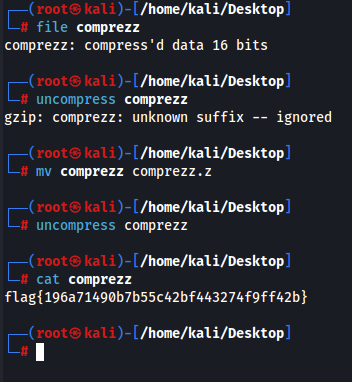 ┌──(root㉿kali)-[/home/kali/Desktop]
└─# file comprezz
comprezz: compress'd data 16 bits
┌──(root㉿kali)-[/home/kali/Desktop]
└─# uncompress comprezz
gzip: comprezz: unknown suffix -- ignored
┌──(root㉿kali)-[/home/kali/Desktop]
└─# mv comprezz comprezz.z
┌──(root㉿kali)-[/home/kali/Desktop]
└─# uncompress comprezz
┌──(root㉿kali)-[/home/kali/Desktop]
└─# cat comprezz
flag{196a71490b7b55c42bf443274f9ff42b}
┌──(root㉿kali)-[/home/kali/Desktop]
└─#